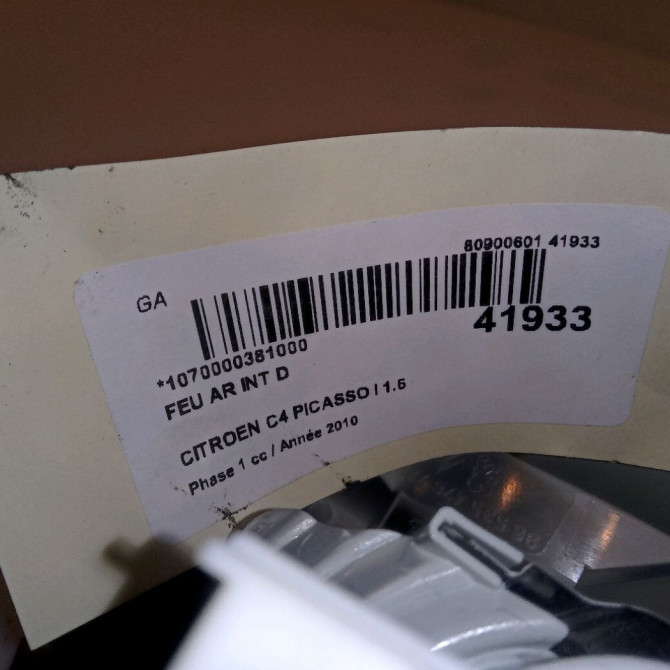 80900601 41933
GA
41933
*1070000381000
FEU AR INT D
CITROEN C4 PICASSO I 1.6
Phase 1 cc / Année 2010